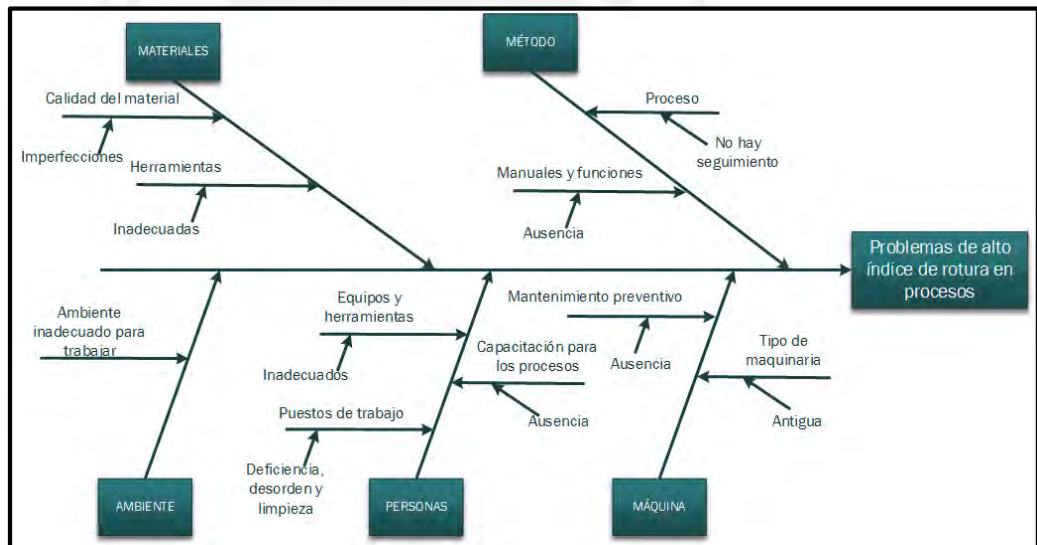 MATERIALES
MÉTODO
Calidad del material
Imperfecciones
Herramientas
Inadecuadas
Proceso
No hay
seguimiento
Manuales y funciones
Ausencia
Problemas de alto
índice de rotura en
procesos
Ambiente
inadecuado para
trabajar
Equipos y
herramientas
Inadecuados
Capacitación para
los procesos
Ausencia
Puestos de trabajo
Deficiencia,
desorden y
limpieza
Mantenimiento preventivo
Ausencia
Tipo de
maquinaria
Antigua
AMBIENTE
PERSONAS
MÁQUINA